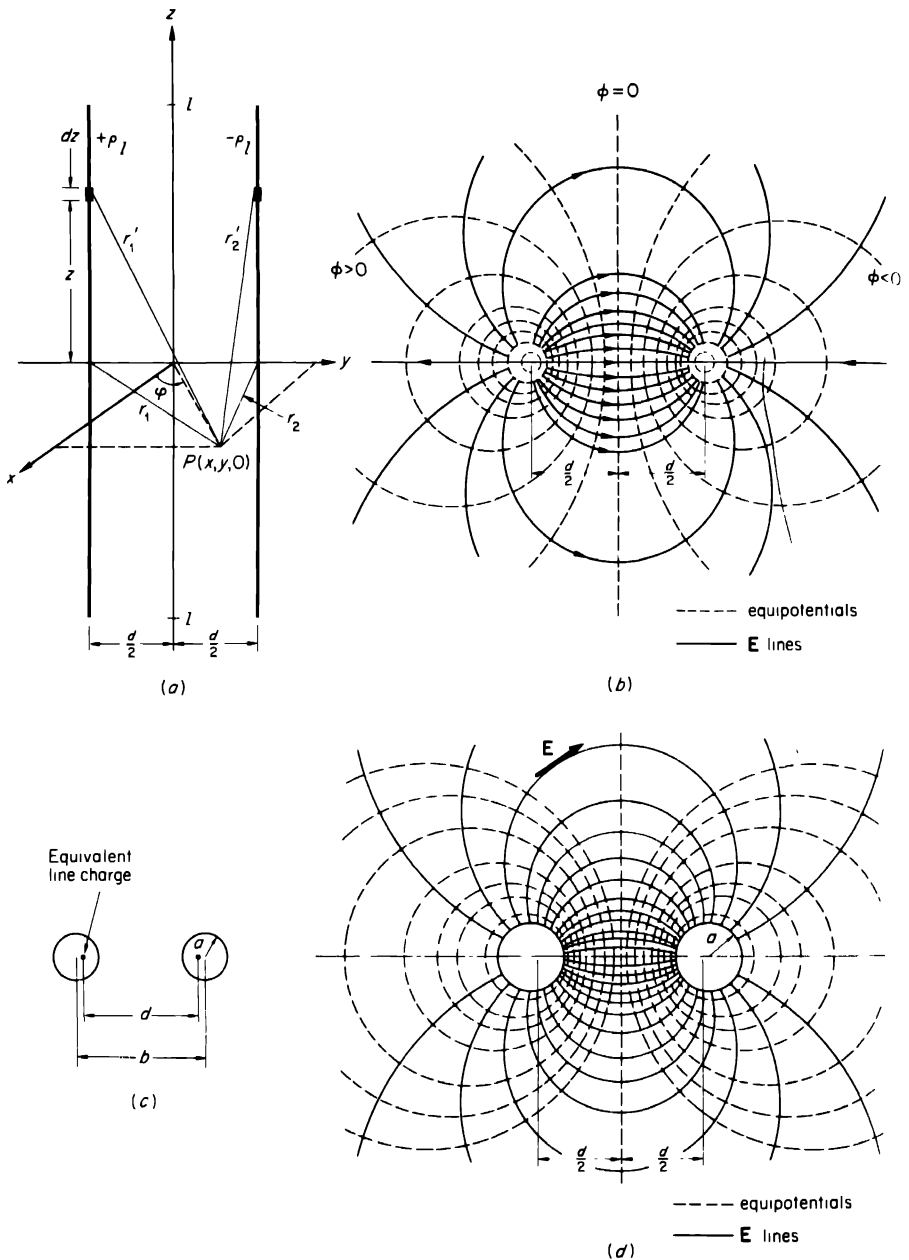 z
l
dz
+ρ_l
-ρ_l
r_1'
r_2'
z
y
φ
r_1
r_2
x
P(x,y,0)
l
d/2
d/2
(a)
ϕ=0
ϕ>0
ϕ<0
d/2
d/2
equipotentials
E lines
(b)
Equivalent
line charge
a
d
b
(c)
E
a
d/2
d/2
equipotentials
E lines
(d)